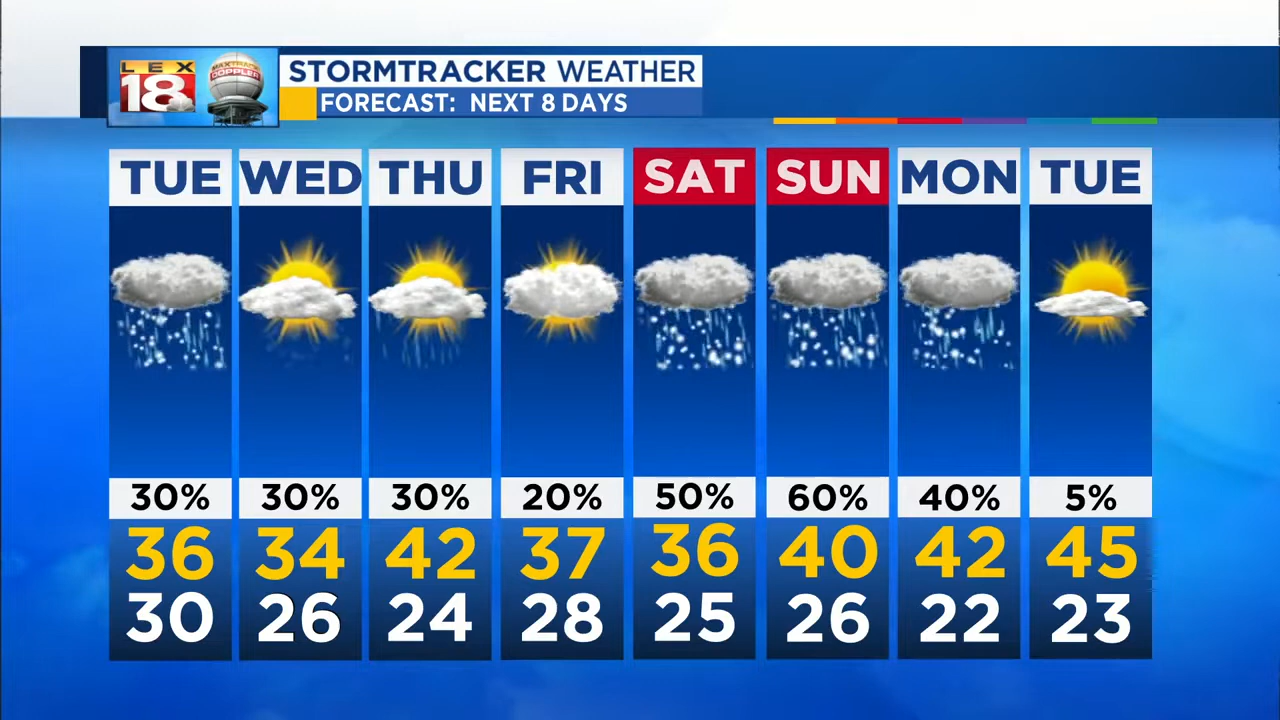 LEX
18
MAXTRACK
DOPPLER
STORMTRACKER WEATHER
FORECAST: NEXT 8 DAYS
TUE WED THU FRI SAT SUN MON TUE
30% 30% 30% 20% 50% 60% 40% 5%
36 34 42 37 36 40 42 45
30 26 24 28 25 26 22 23